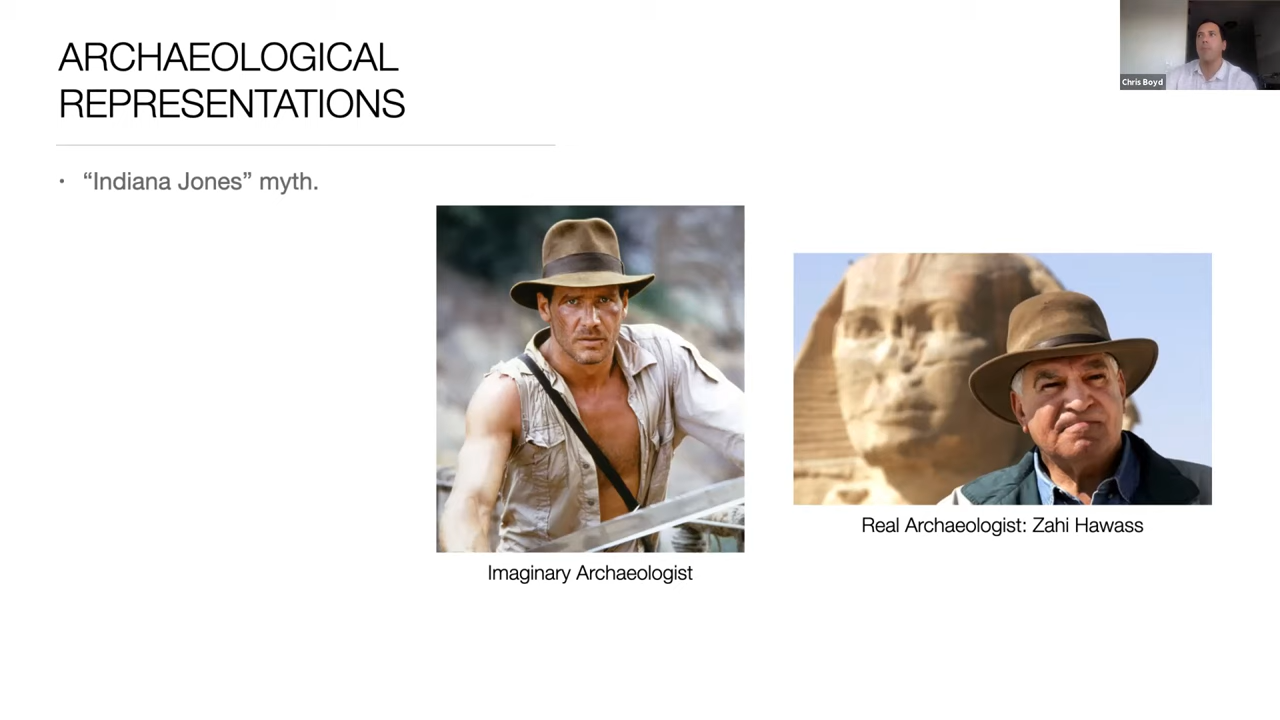 ARCHAEOLOGICAL
REPRESENTATIONS
Chris Boyd
• “Indiana Jones” myth.
Real Archaeologist: Zahi Hawass
Imaginary Archaeologist